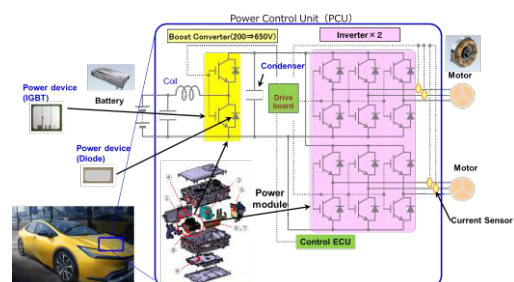 Power Control Unit (PCU)
Boost Converter(200⇒650V)
Inverter×2
Power device
(IGBT)
Battery
Coil
Condenser
Drive
board
Motor
Power device
(Diode)
Power
module
Motor
Current Sensor
Control ECU